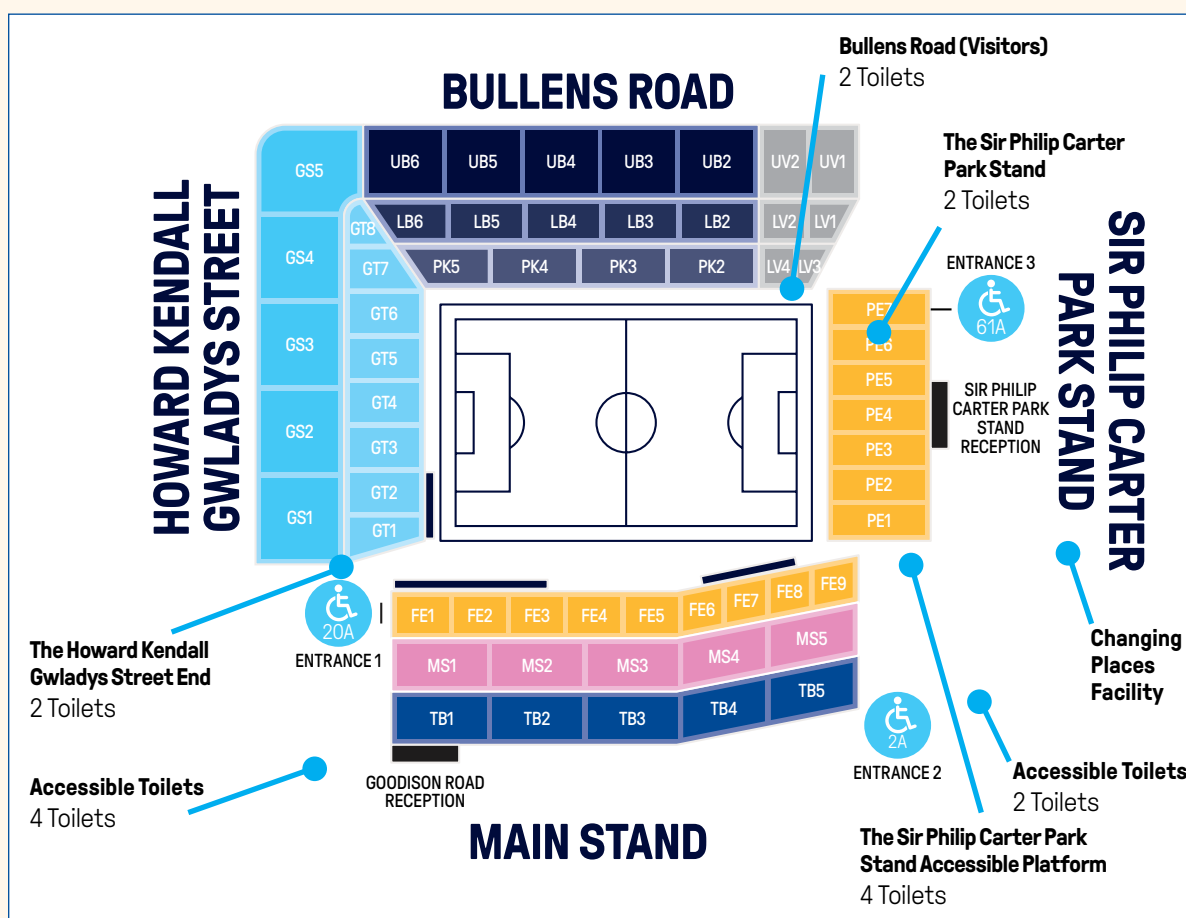 Bullens Road (Visitors)
2 Toilets
BULLENS ROAD
The Sir Philip Carter
Park Stand
2 Toilets
HOWARD KENDALL
GWLADYS STREET
SIR PHILIP CARTER
PARK STAND
GS5
UB6 UB5 UB4 UB3 UB2 UV2 UV1
GT8 LB6 LB5 LB4 LB3 LB2 LV2 LV1
GS4 GT7 PK5 PK4 PK3 PK2 LV4 LV3
ENTRANCE 3
61A
GT6 PE7
GS3 GT5 PE6
GT4 PE5
SIR PHILIP
CARTER PARK
STAND
RECEPTION
GS2 GT3 PE4
PE3
GT2 PE2
GS1 GT1 PE1
20A
ENTRANCE 1
FE1 FE2 FE3 FE4 FE5 FE6 FE7 FE8 FE9
MS1 MS2 MS3 MS4 MS5
TB1 TB2 TB3 TB4 TB5
The Howard Kendall
Gwladys Street End
2 Toilets
Changing
Places
Facility
2A
ENTRANCE 2
Accessible Toilets
4 Toilets
GOODISON ROAD
RECEPTION
MAIN STAND
Accessible Toilets
2 Toilets
The Sir Philip Carter Park
Stand Accessible Platform
4 Toilets